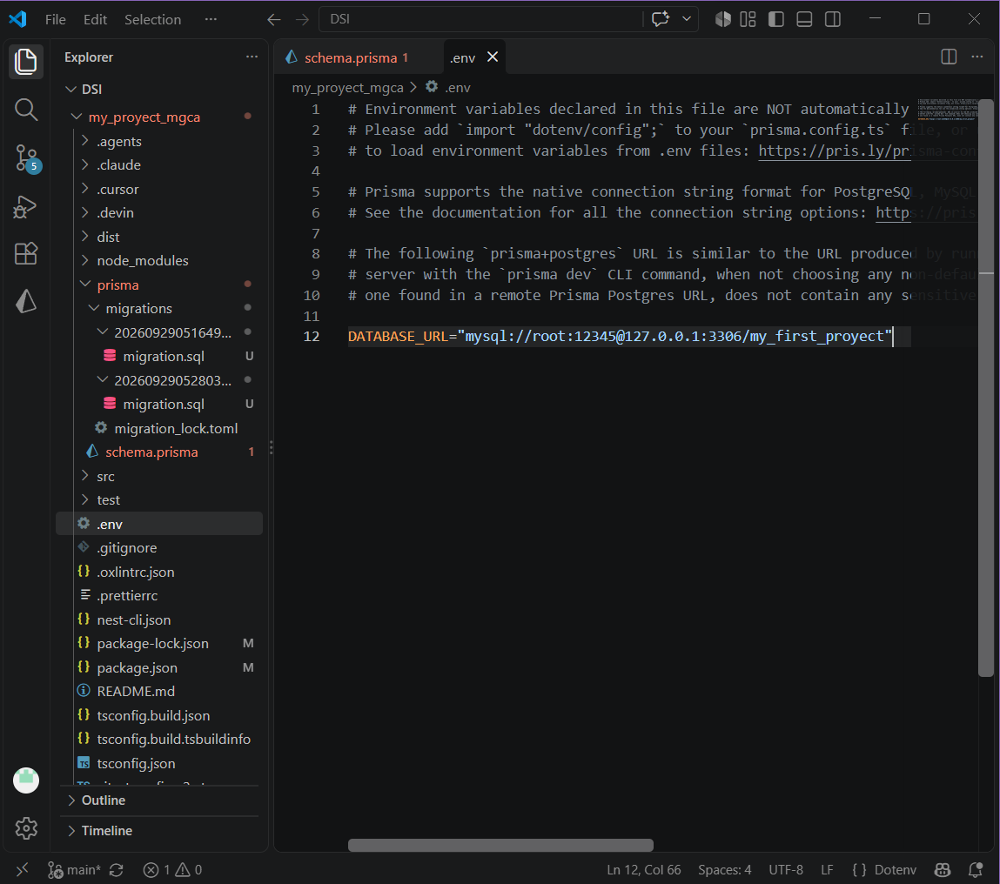 File Edit Selection ··· DSI
Explorer ···
DSI
my_proyect_mgca
.agents
.claude
.cursor
.devin
dist
node_modules
prisma
migrations
20260929051649...
migration.sql U
20260929052803...
migration.sql U
migration_lock.toml
schema.prisma 1
src
test
.env
.gitignore
.oxlintrc.json
.prettierrc
nest-cli.json
package-lock.json M
package.json M
README.md
tsconfig.build.json
tsconfig.build.tsbuildinfo
tsconfig.json
Outline
Timeline
5
schema.prisma 1 .env
my_proyect_mgca > .env
1 # Environment variables declared in this file are NOT automatically
2 # Please add `import "dotenv/config";` to your `prisma.config.ts` file, or
3 # to load environment variables from .env files: https://pris.ly/prisma-con
4
5 # Prisma supports the native connection string format for PostgreSQL, MySQL
6 # See the documentation for all the connection string options: https://pris
7
8 # The following `prisma+postgres` URL is similar to the URL produced by run
9 # server with the `prisma dev` CLI command, when not choosing any non-defau
10 # one found in a remote Prisma Postgres URL, does not contain any sensitive
11
12 DATABASE_URL="mysql://root:12345@127.0.0.1:3306/my_first_proyect"
main* 1 0 Ln 12, Col 66 Spaces: 4 UTF-8 LF { } Dotenv